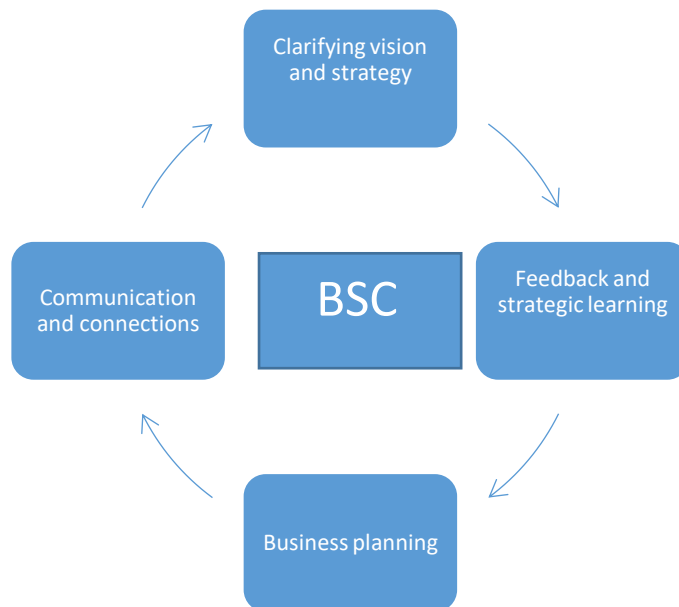 Clarifying vision
and strategy
Communication
and connections
BSC
Feedback and
strategic learning
Business planning